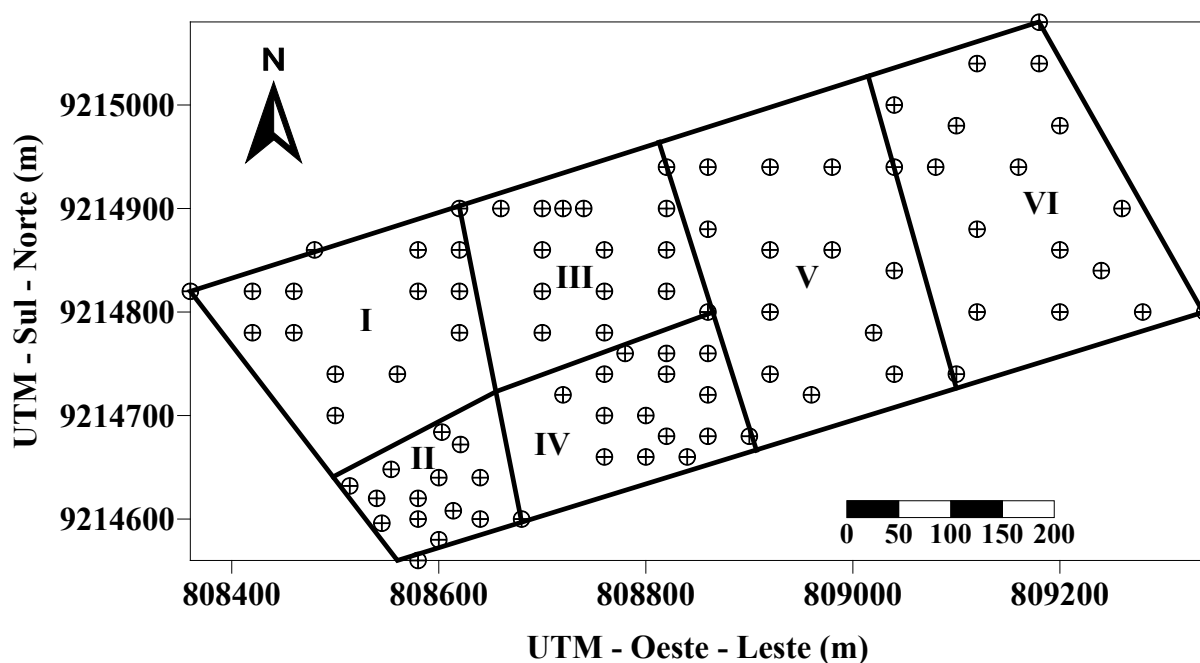 N
UTM - Sul - Norte (m)
9215000
9214900
9214800
9214700
9214600
I
II
III
IV
V
VI
0 50 100 150 200
808400 808600 808800 809000 809200
UTM - Oeste - Leste (m)